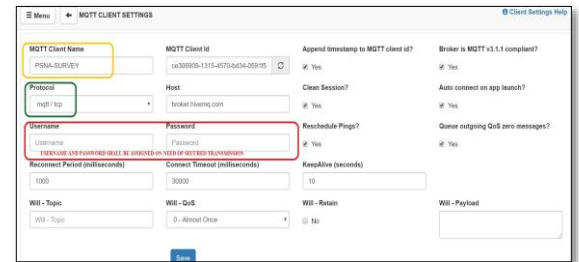 Menu MQTT CLIENT SETTINGS Client Settings Help
MQTT Client Name MQTT Client Id Append timestamp to MQTT client id? Broker is MQTT v3.1.1 compliant?
PSNA-SURVEY Yes Yes
Protocol Host Clean Session? Auto connect on app launch?
mqtt / tcp broker.hivemq.com Yes Yes
Username Password Reschedule Pings? Queue outgoing QoS zero messages?
Username Password Yes Yes
USERNAME AND PASSWORD SHALL BE ASSIGNED ON NEED OF SECURED TRANSMISSION
Reconnect Period (milliseconds) Connect Timeout (milliseconds) KeepAlive (seconds)
1000 30000 10
Will - Topic Will - QoS Will - Retain Will - Payload
Will - Topic 0 - Almost Once No
Save